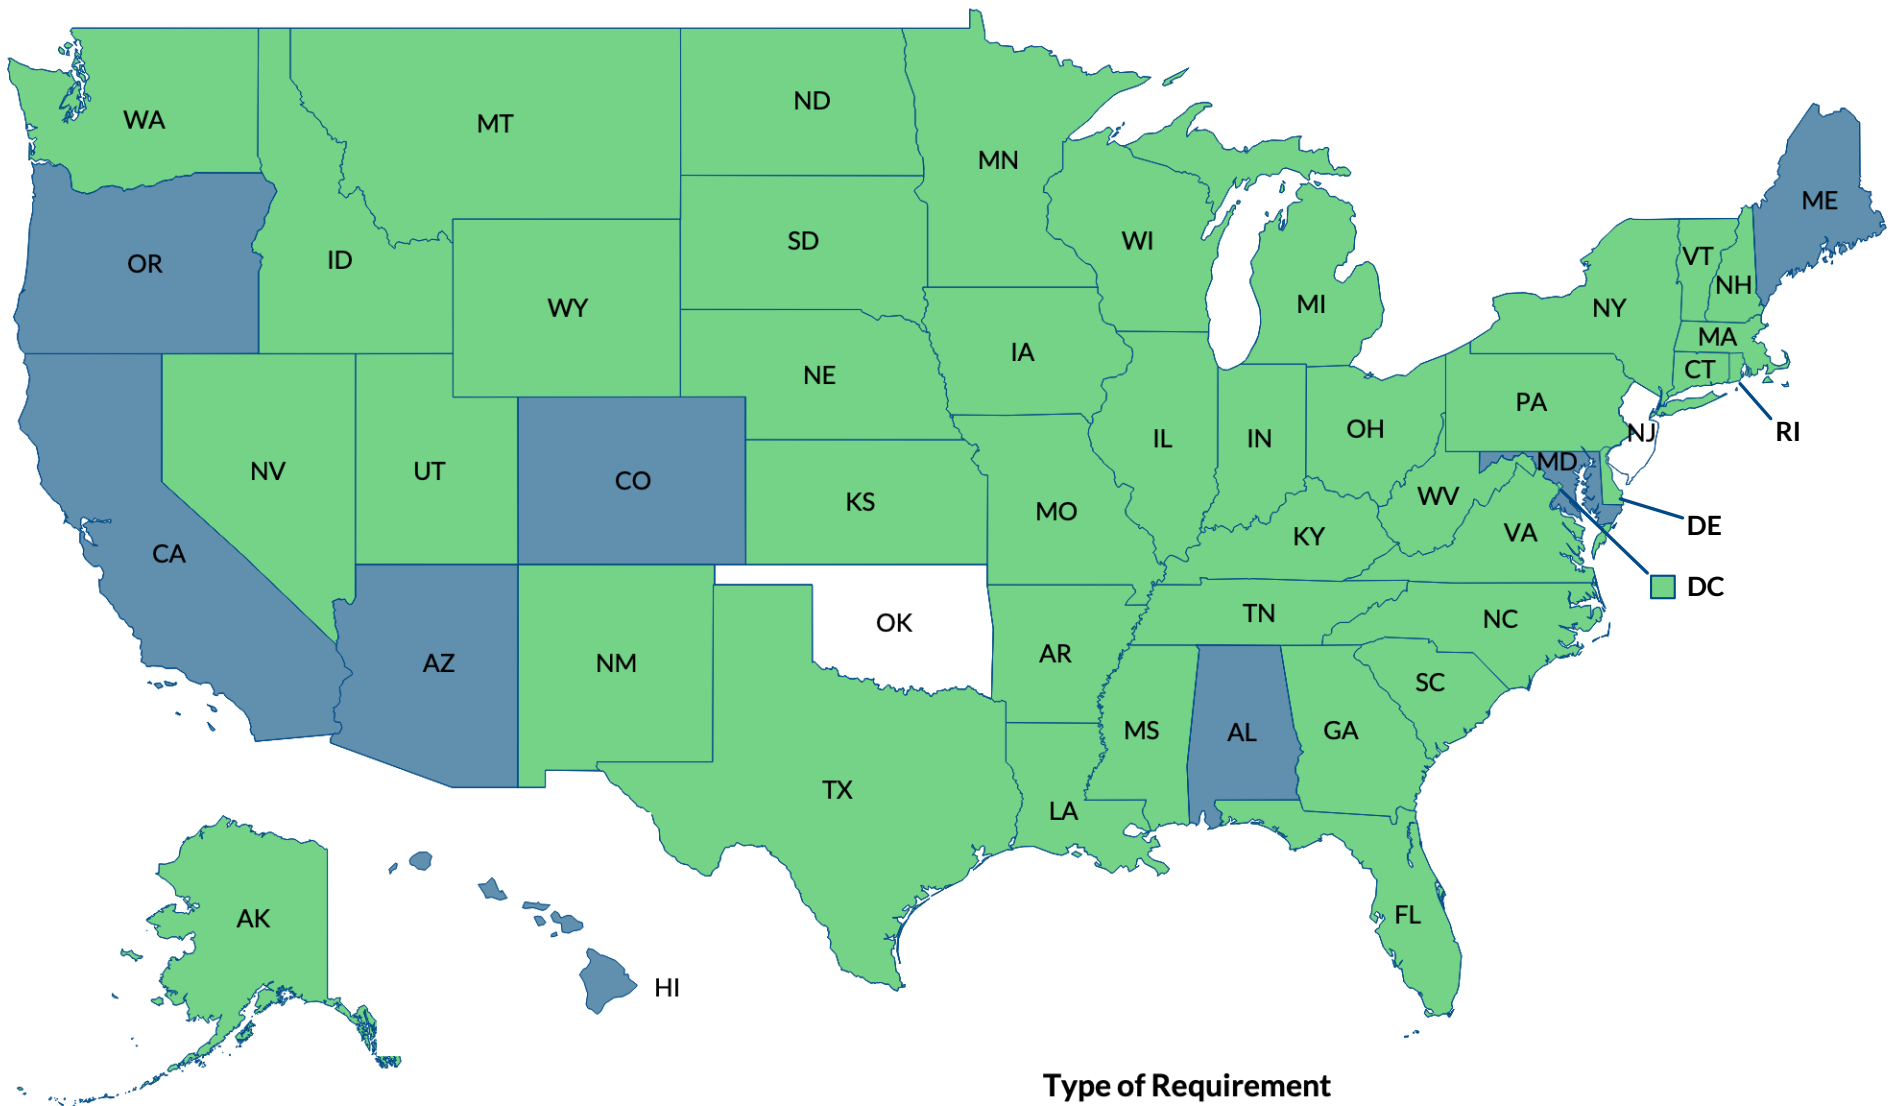 WA
MT
ND
MN
OR
ID
WY
SD
WI
MI
NY
VT
NH
ME
MA
CT
RI
IA
NE
PA
NJ
NV
UT
CO
KS
MO
IL
IN
OH
WV
MD
VA
DE
DC
KY
CA
AZ
NM
OK
AR
TN
NC
SC
MS
AL
GA
TX
LA
FL
AK
HI
Type of Requirement